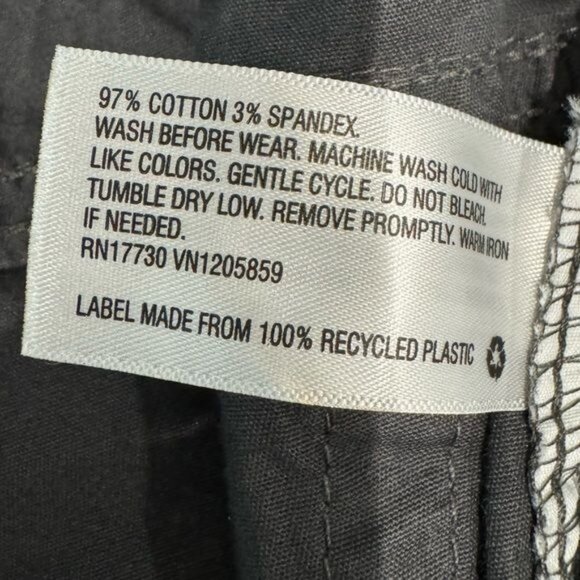 97% COTTON 3% SPANDEX.
WASH BEFORE WEAR. MACHINE WASH COLD WITH
LIKE COLORS. GENTLE CYCLE. DO NOT BLEACH.
TUMBLE DRY LOW. REMOVE PROMPTLY. WARM IRON
IF NEEDED.
RN17730 VN1205859
LABEL MADE FROM 100% RECYCLED PLASTIC